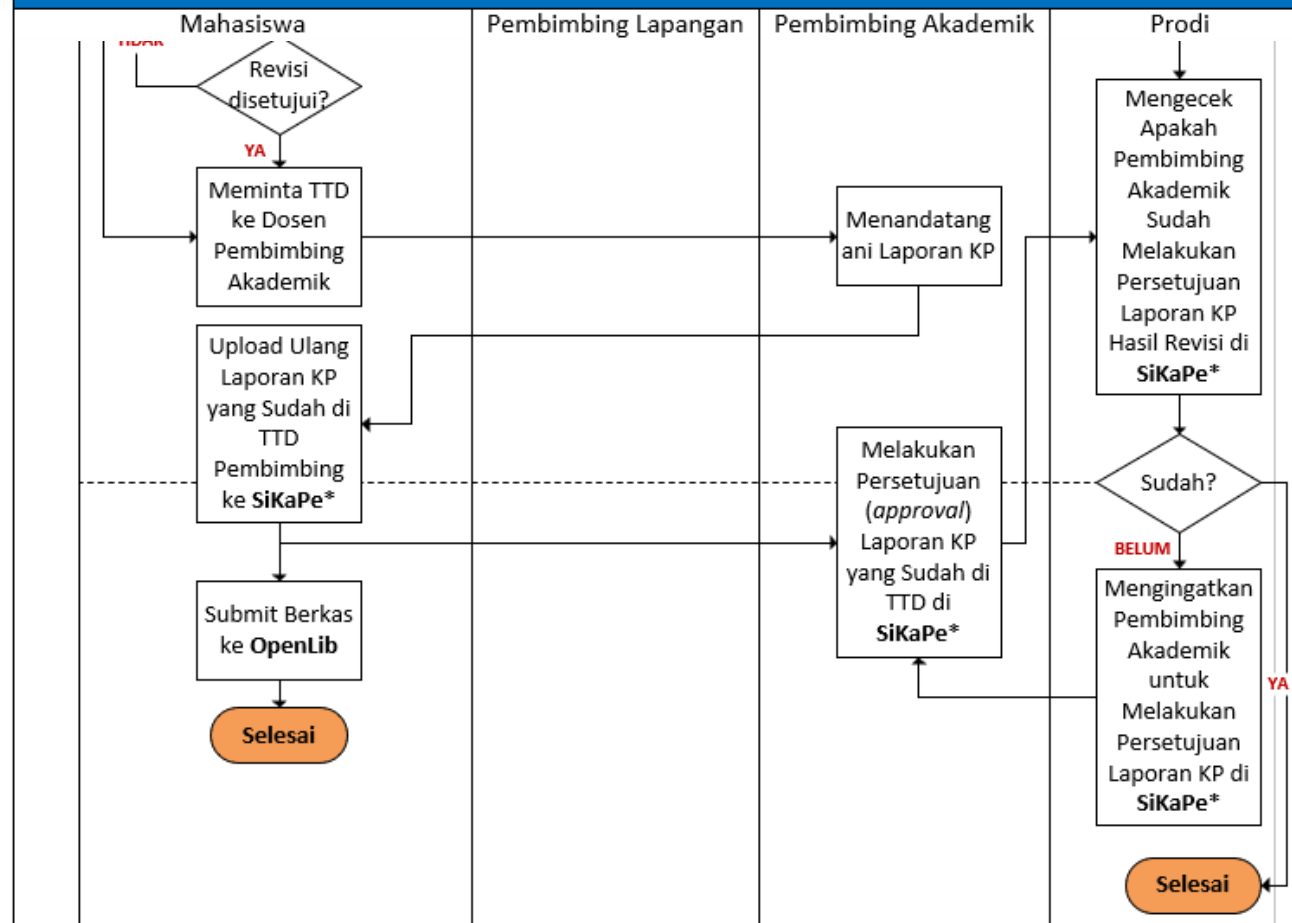 Mahasiswa
Pembimbing Lapangan
Pembimbing Akademik
Prodi
Revisi
disetujui?
YA
Meminta TTD
ke Dosen
Pembimbing
Akademik
Upload Ulang
Laporan KP
yang Sudah di
TTD
Pembimbing
ke SiKaPe*
Submit Berkas
ke OpenLib
Selesai
Menandatang
ani Laporan KP
Melakukan
Persetujuan
(approval)
Laporan KP
yang Sudah di
TTD di
SiKaPe*
Mengecek
Apakah
Pembimbing
Akademik
Sudah
Melakukan
Persetujuan
Laporan KP
Hasil Revisi di
SiKaPe*
Sudah?
BELUM
Mengingatkan
Pembimbing
Akademik
untuk
Melakukan
Persetujuan
Laporan KP di
SiKaPe*
YA
Selesai